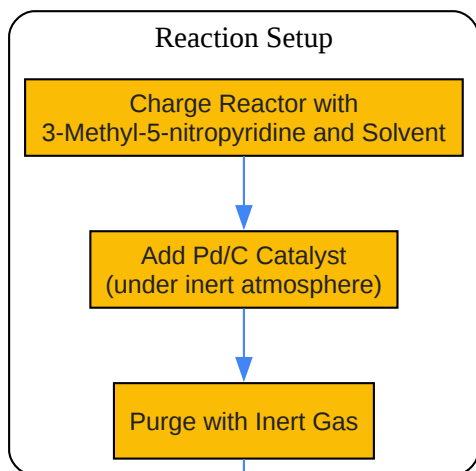 Reaction Setup
Charge Reactor with
3-Methyl-5-nitropyridine and Solvent
Add Pd/C Catalyst
(under inert atmosphere)
Purge with Inert Gas